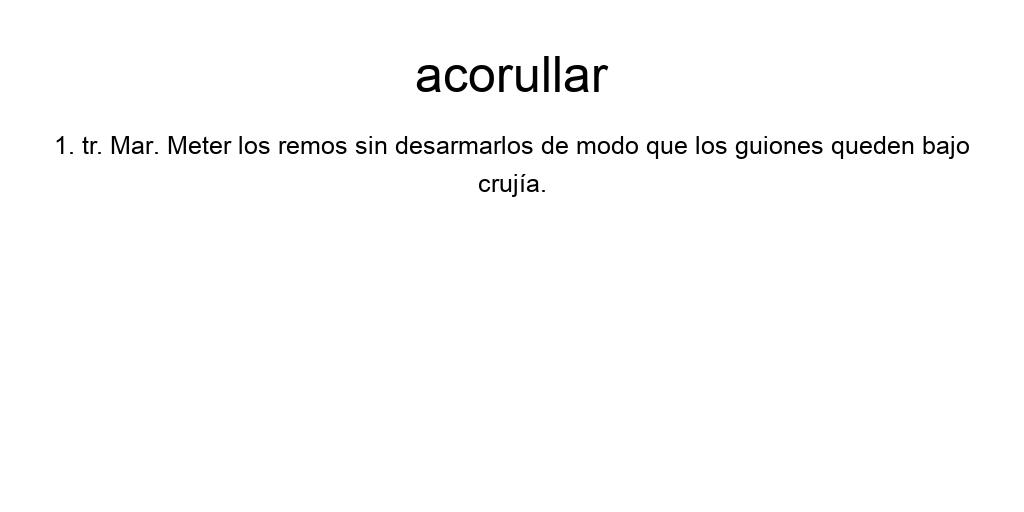 acorullar
1. tr. Mar. Meter los remos sin desarmarlos de modo que los guiones queden bajo
crujía.